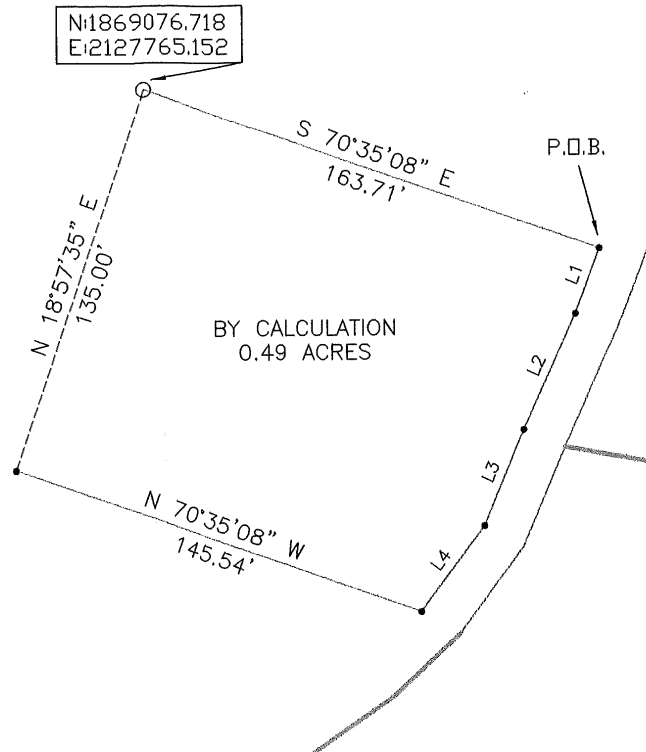 N:1869076.718
E:2127765.152
S 70°35'08" E
163.71'
P.O.B.
L1
N 18°57'35" E
135.00'
BY CALCULATION
0.49 ACRES
L2
L3
N 70°35'08" W
145.54'
L4